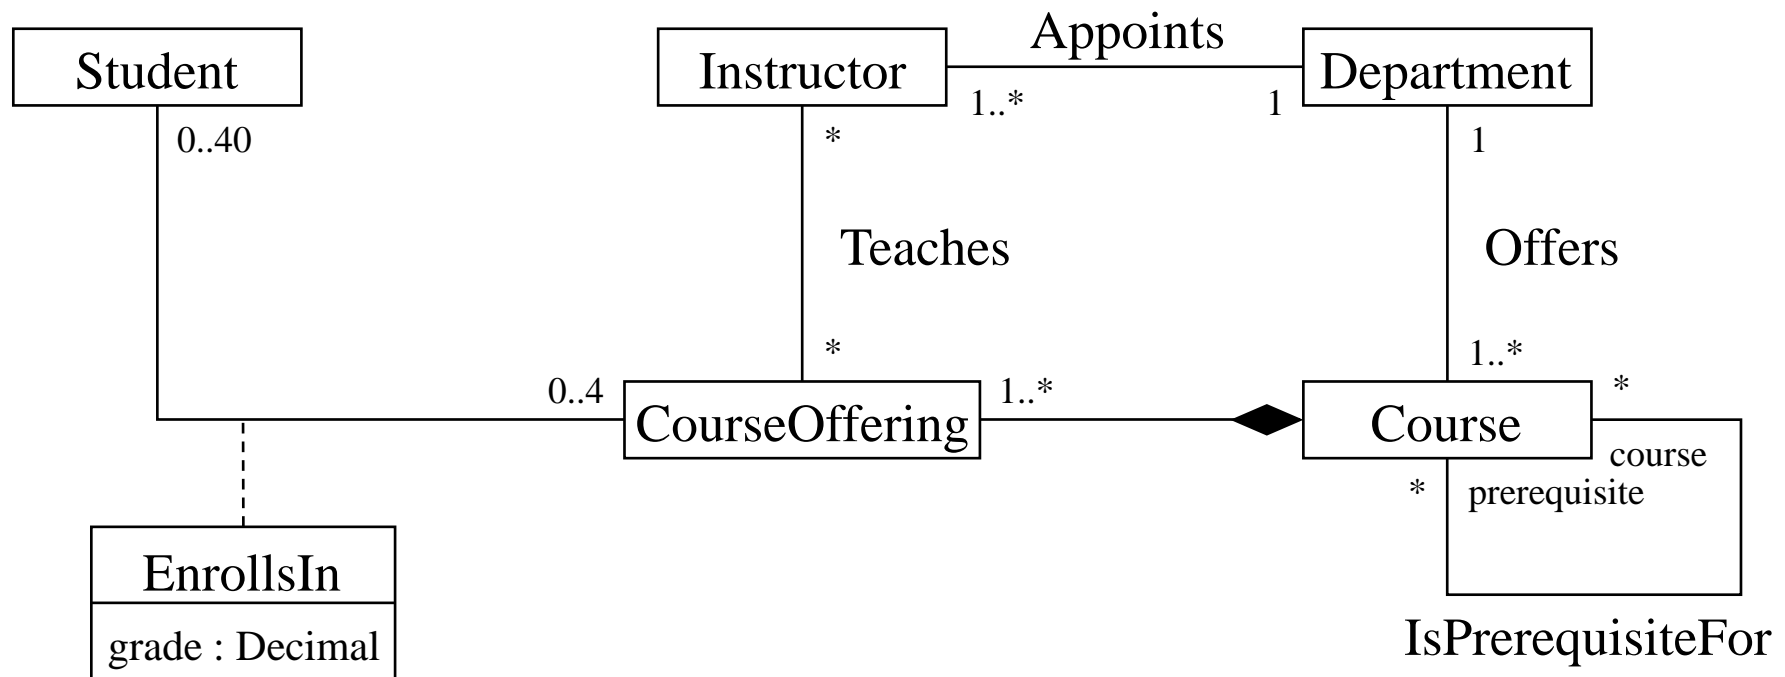 Appoints
Student
Instructor
Department
1..*
1
0..40
*
1
Teaches
Offers
*
1..*
0..4
1..*
*
CourseOffering
Course
course
*
prerequisite
EnrollsIn
IsPrerequisiteFor
grade : Decimal